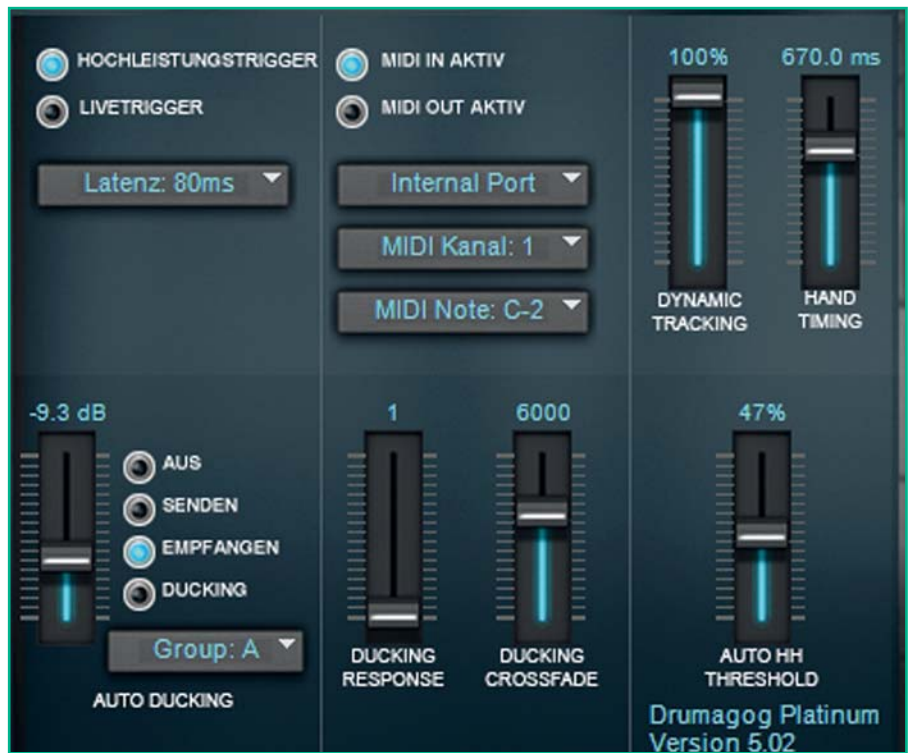 HOCHLEISTUNGSTRIGGER
LIVETRIGGER
Latenz: 80ms
MIDI IN AKTIV
MIDI OUT AKTIV
Internal Port
MIDI Kanal: 1
MIDI Note: C-2
100%
670.0 ms
DYNAMIC
TRACKING
HAND
TIMING
-9.3 dB
AUS
SENDEN
EMPFANGEN
DUCKING
Group: A
AUTO DUCKING
1
6000
DUCKING
RESPONSE
DUCKING
CROSSFADE
47%
AUTO HH
THRESHOLD
Drumagog Platinum
Version 5.02